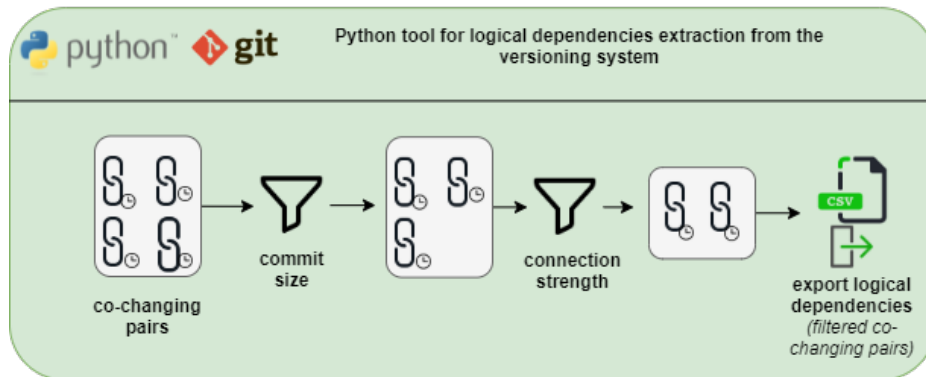 python™
git
Python tool for logical dependencies extraction from the
versioning system
co-changing
pairs
commit
size
connection
strength
CSV
export logical
dependencies
(filtered co-
changing pairs)